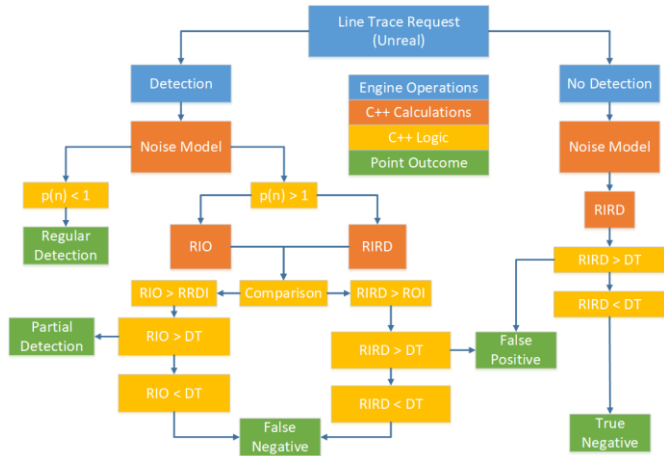 Line Trace Request
(Unreal)
Detection
No Detection
Engine Operations
C++ Calculations
C++ Logic
Point Outcome
Noise Model
Noise Model
p(n) < 1
p(n) > 1
RIRD
Regular
Detection
RIO
RIRD
RIRD > DT
RIO > RRDI
Comparison
RIRD > ROI
RIRD < DT
Partial
Detection
RIO > DT
RIRD > DT
False
Positive
RIO < DT
RIRD < DT
False
Negative
True
Negative